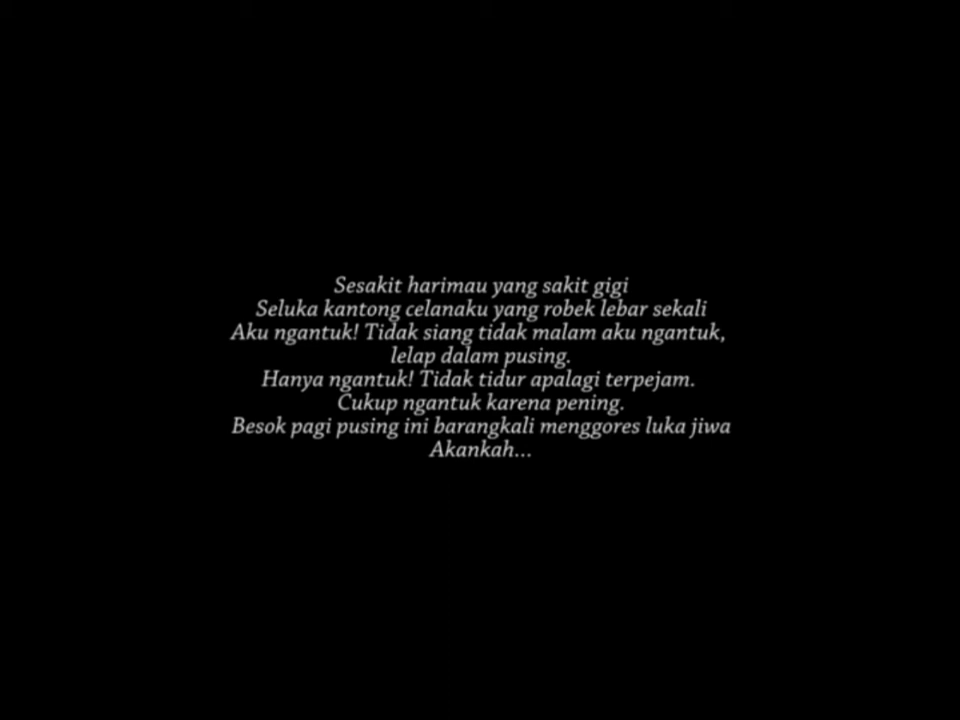 Sesakit harimau yang sakit gigi
Seluka kantong celanaku yang robek lebar sekali
Aku ngantuk! Tidak siang tidak malam aku ngantuk,
lelap dalam pusing.
Hanya ngantuk! Tidak tidur apalagi terpejam.
Cukup ngantuk karena pening.
Besok pagi pusing ini barangkali menggores luka jiwa
Akankah...